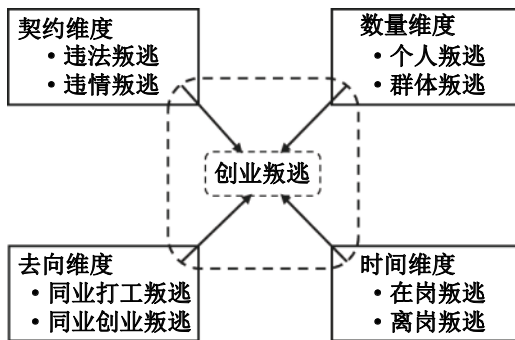 契约维度
• 违法叛逃
• 违情叛逃
数量维度
• 个人叛逃
• 群体叛逃
创业叛逃
去向维度
• 同业打工叛逃
• 同业创业叛逃
时间维度
• 在岗叛逃
• 离岗叛逃